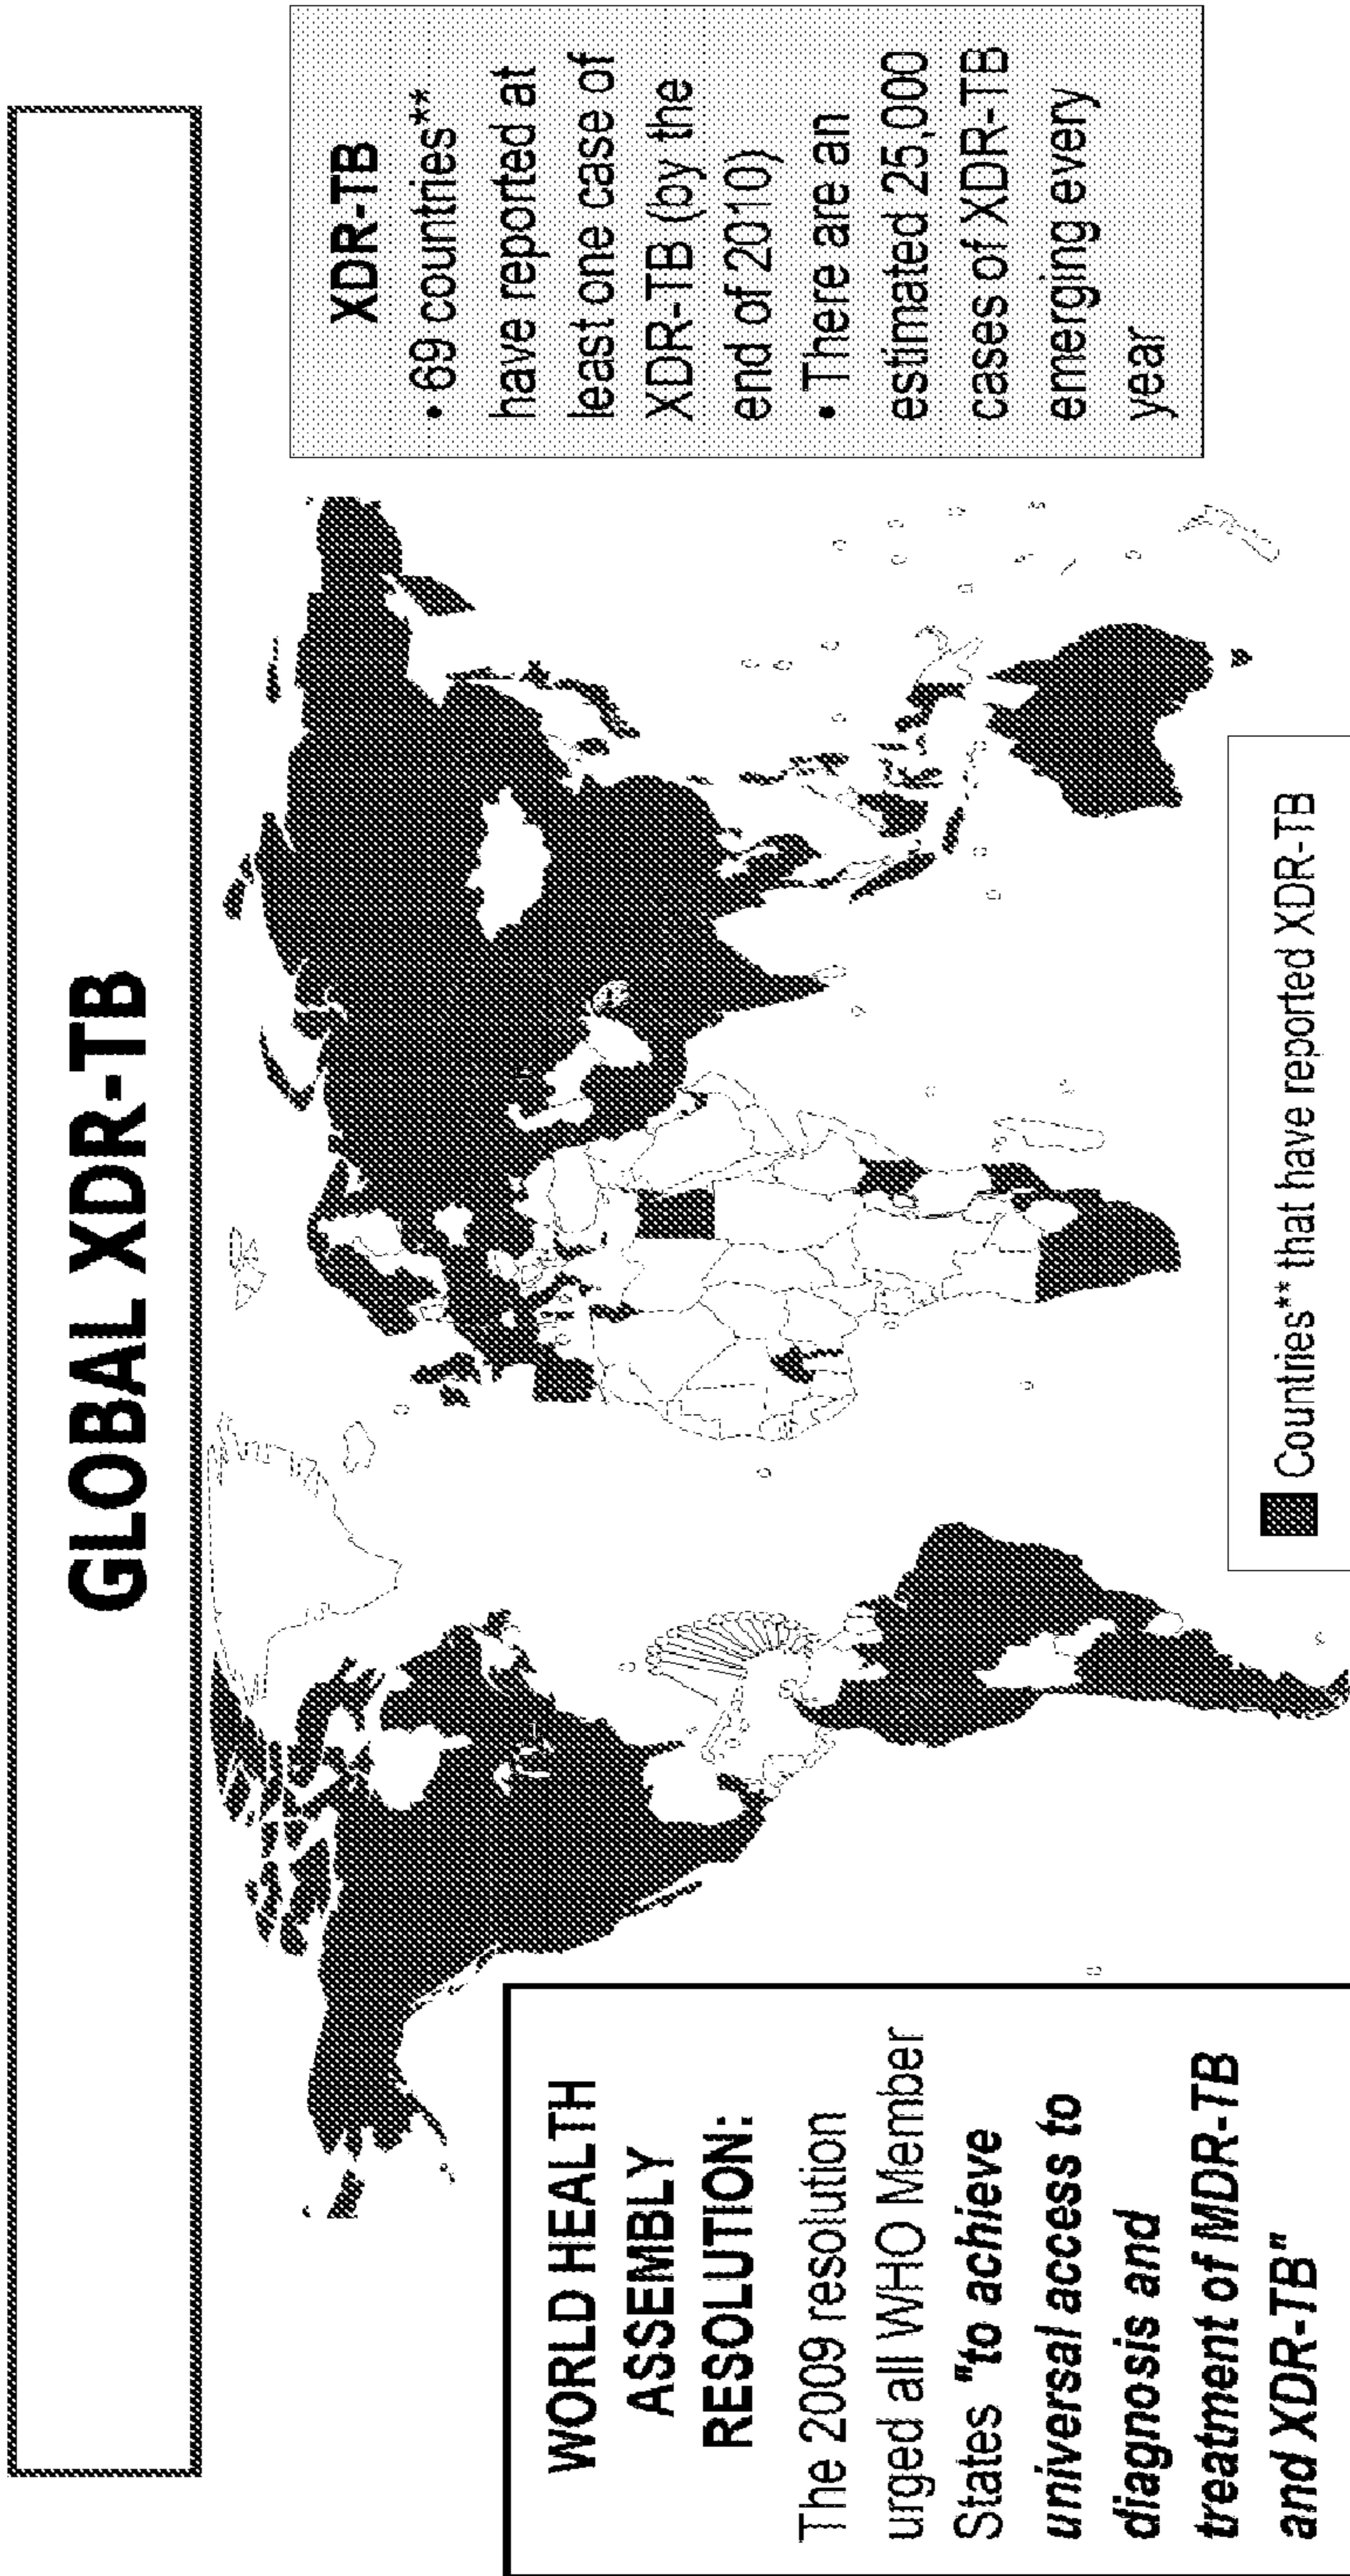 GLOBAL XDR-TB
XDR-TB
• 69 countries**
have reported at
least one case of
XDR-TB (by the
end of 2010)
• There are an
estimated 25,000
cases of XDR-TB
emerging every
year
WORLD HEALTH
ASSEMBLY
RESOLUTION:
The 2009 resolution
urged all WHO Member
States "to achieve
universal access to
diagnosis and
treatment of MDR-TB
and XDR-TB"
Countries** that have reported XDR-TB